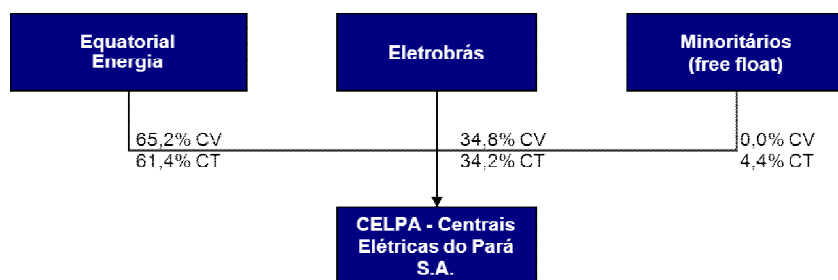 Equatorial
Energia
Eletrobrás
Minoritários
(free float)
65,2% CV
61,4% CT
34,8% CV
34,2% CT
0,0% CV
4,4% CT
CELPA - Centrais
Elétricas do Pará
S.A.